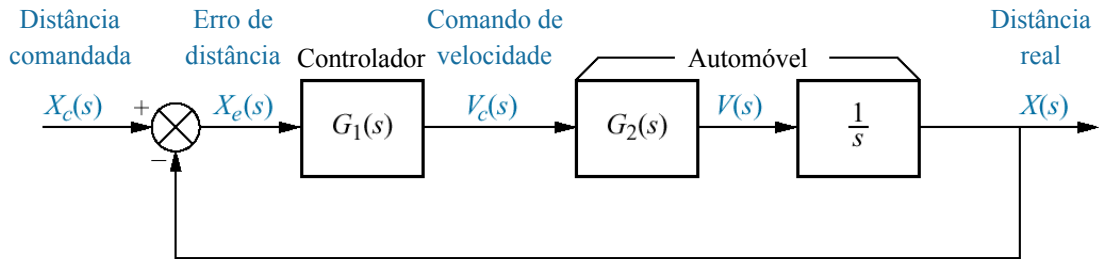 Distância
comandada
Erro de
distância
Controlador
Comando de
velocidade
Automóvel
Distância
real
X_c(s)
+
−
X_e(s)
G_1(s)
V_c(s)
G_2(s)
V(s)
1
s
X(s)